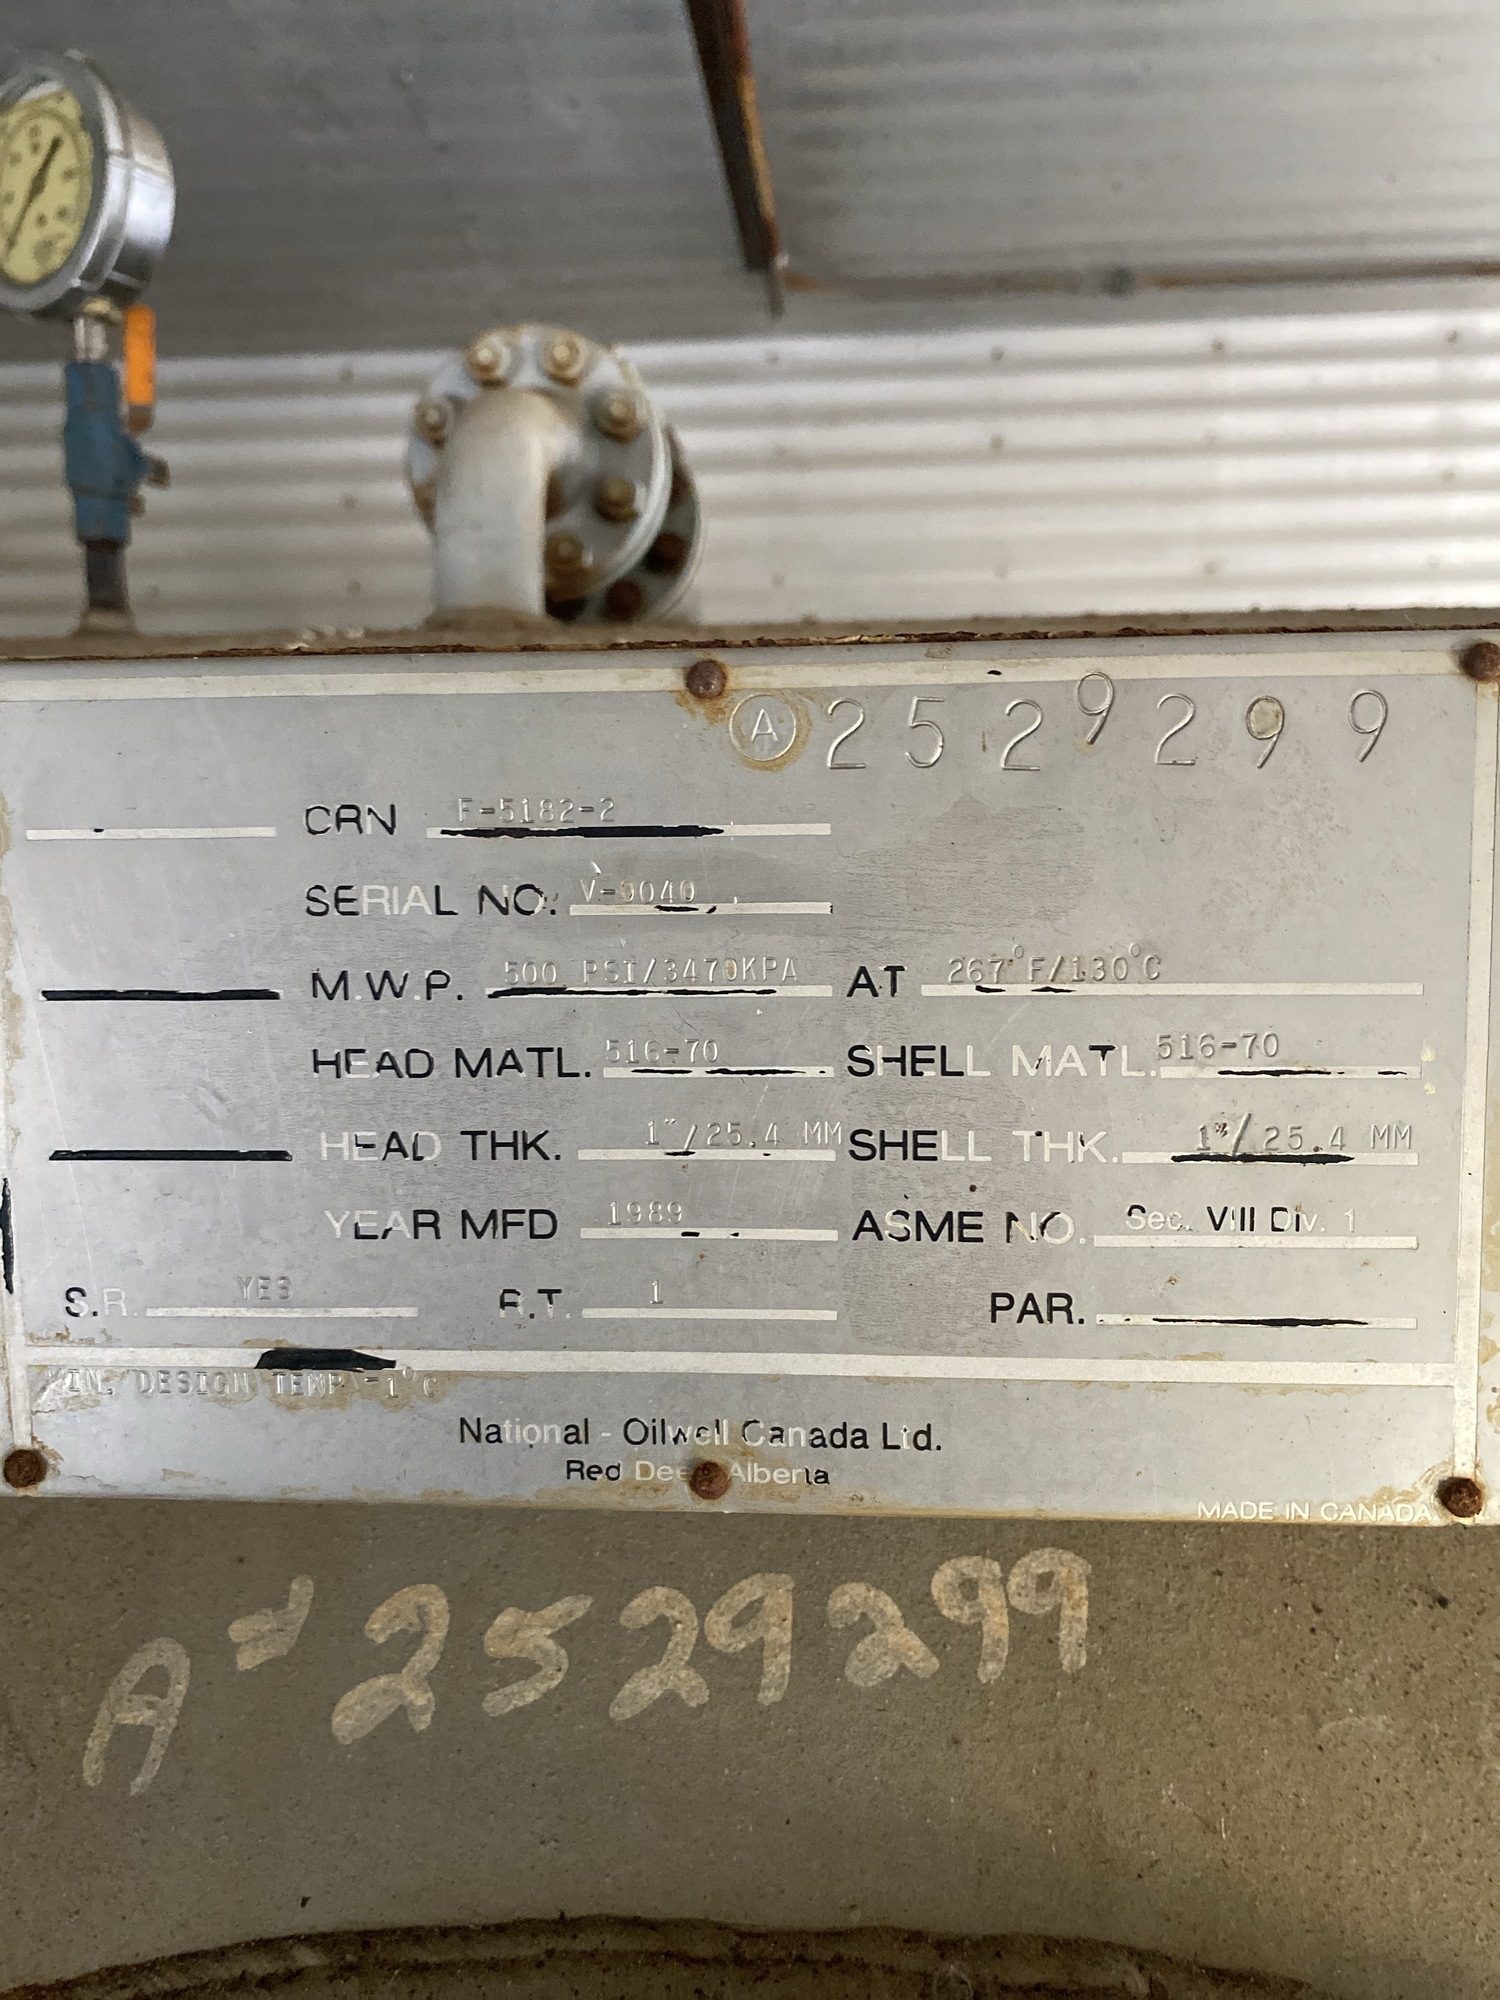 A 2529299
CRN F-5182-2
SERIAL NO. V-9040
M.W.P. 500 PSI/3470KPA AT 267°F/130°C
HEAD MATL. 516-70 SHELL MATL. 516-70
HEAD THK. 1"/25.4 MM SHELL THK. 1"/25.4 MM
YEAR MFD 1989 ASME NO. Sec. VIII Div. 1
S.R. YES R.T. 1 PAR.
MIN. DESIGN TEMP -1°C
National - Oilwell Canada Ltd.
Red Deer Alberta
MADE IN CANADA
A# 2529299